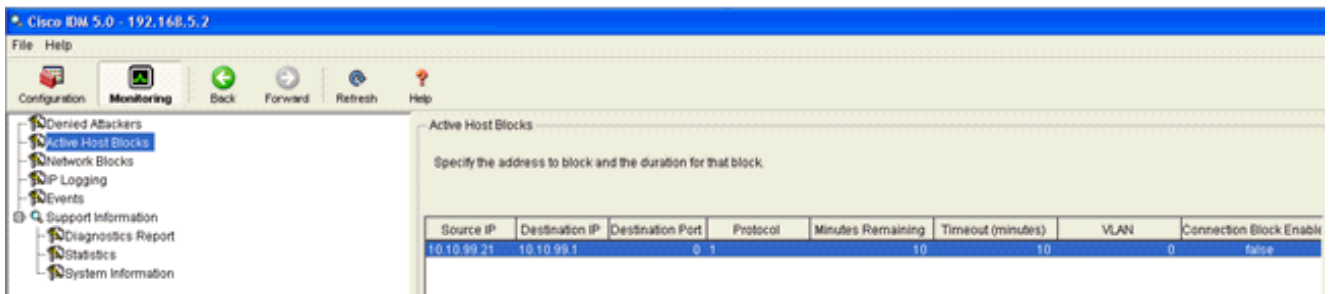 Cisco IDM 5.0 - 192.168.5.2
File Help
Configuration Monitoring Back Forward Refresh Help
Denied Attackers
Active Host Blocks
Network Blocks
IP Logging
Events
Support Information
Diagnostics Report
Statistics
System Information
Active Host Blocks
Specify the address to block and the duration for that block.
Source IP Destination IP Destination Port Protocol Minutes Remaining Timeout (minutes) VLAN Connection Block Enable
10.10.99.21 10.10.99.1 0 1 10 10 0 false